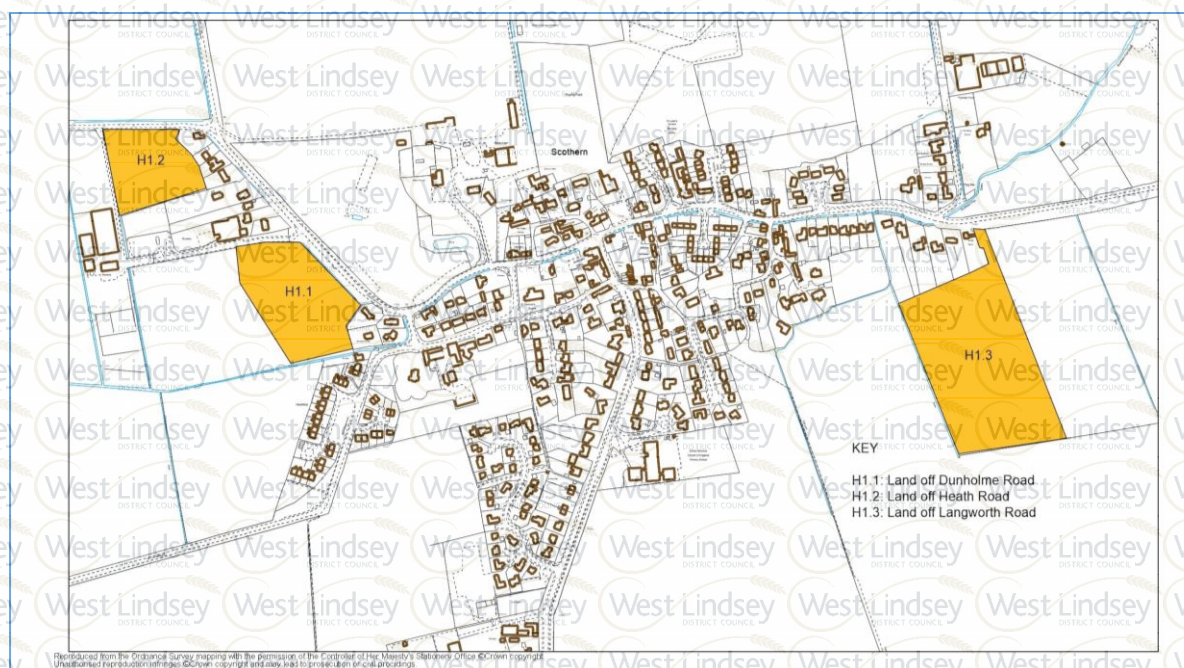 H1.2
Scothern
H1.1
H1.3
KEY
H1.1: Land off Dunholme Road
H1.2: Land off Heath Road
H1.3: Land off Langworth Road
Reproduced from the Ordnance Survey mapping with the permission of the Controller of Her Majesty's Stationery Office ©Crown copyright
Unauthorised reproduction infringes ©Crown copyright and may lead to prosecution or civil procedings
West Lindsey
DISTRICT COUNCIL